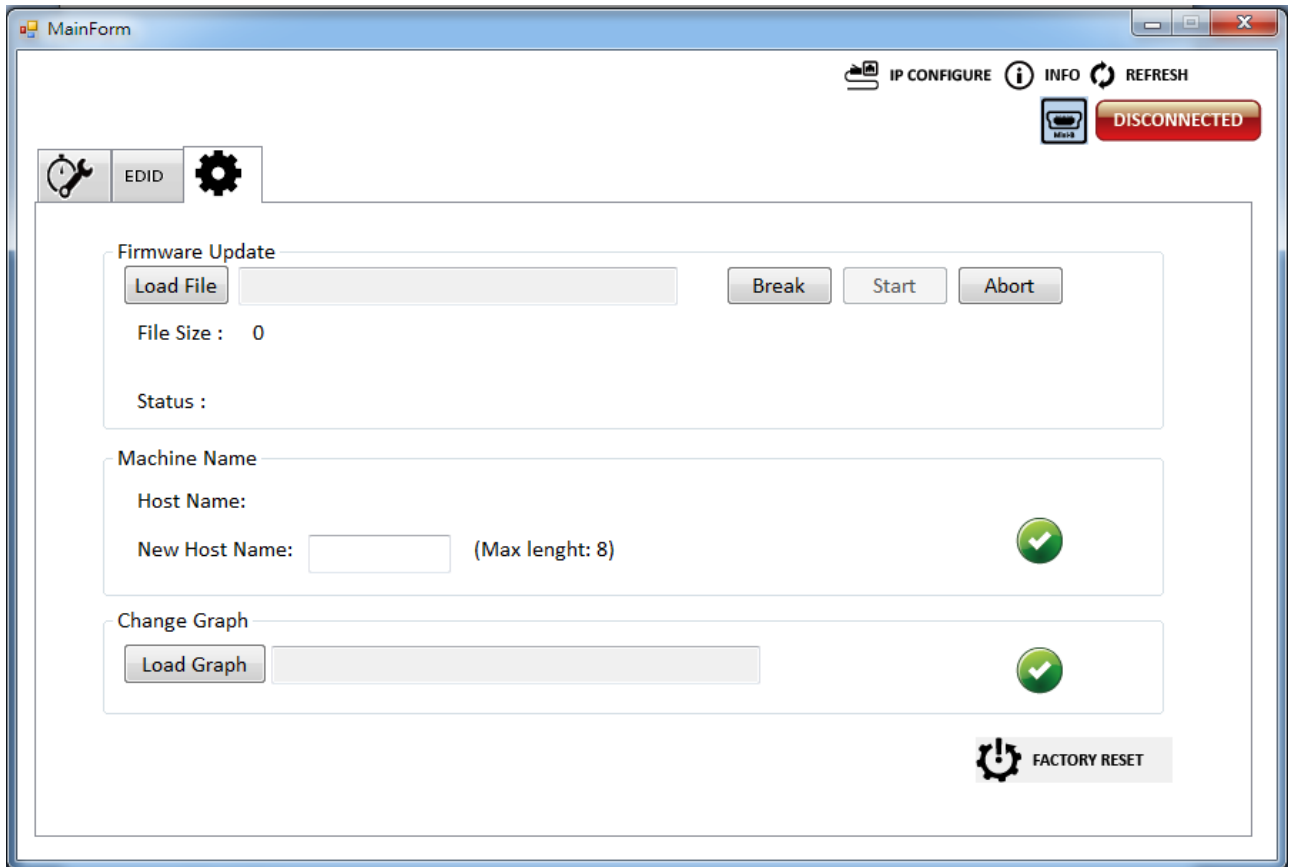 MainForm
IP CONFIGURE INFO REFRESH
Mini-B DISCONNECTED
EDID
Firmware Update
Load File Break Start Abort
File Size : 0
Status :
Machine Name
Host Name:
New Host Name: (Max lenght: 8)
Change Graph
Load Graph
FACTORY RESET